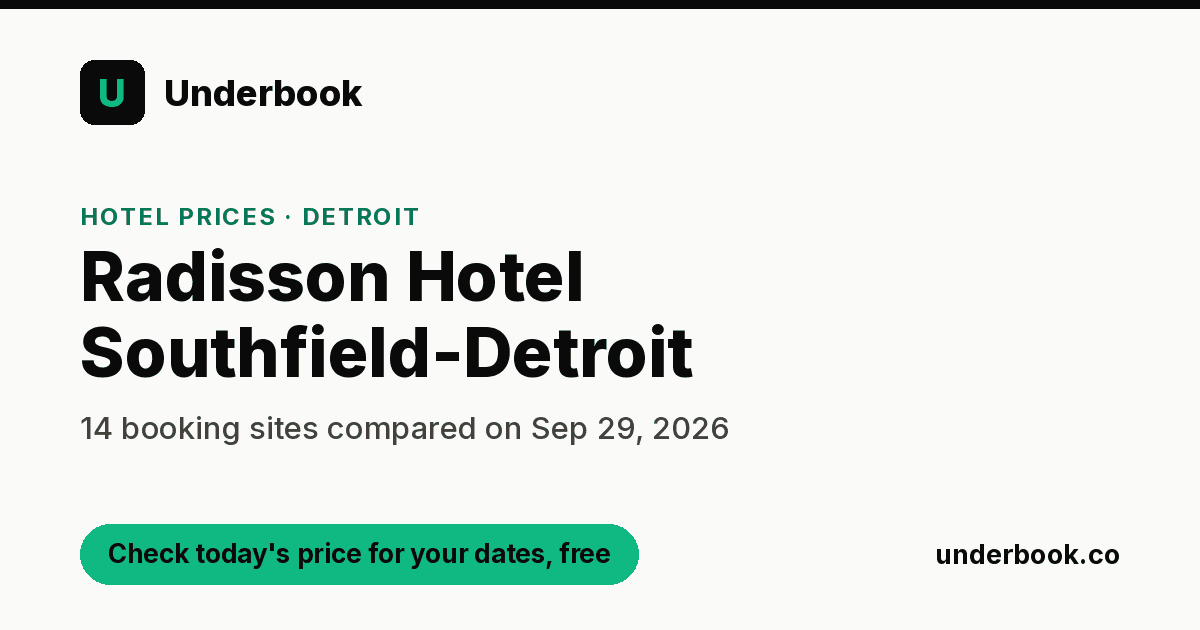 U Underbook
HOTEL PRICES · DETROIT
Radisson Hotel
Southfield-Detroit
14 booking sites compared on Sep 29, 2026
Check today's price for your dates, free
underbook.co